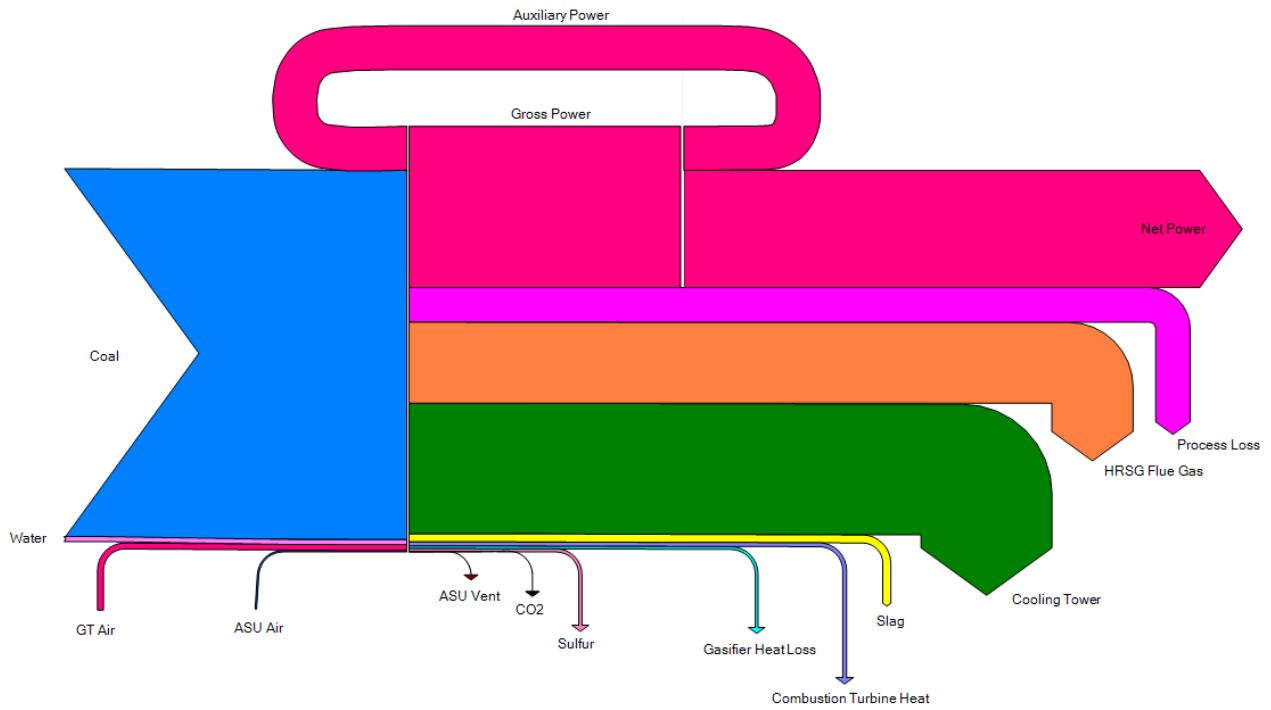 Auxiliary Power
Gross Power
Net Power
Coal
Process Loss
HRSG Flue Gas
Water
ASU Vent
CO2
Cooling Tower
GT Air
ASU Air
Slag
Sulfur
Gasifier Heat Loss
Combustion Turbine Heat